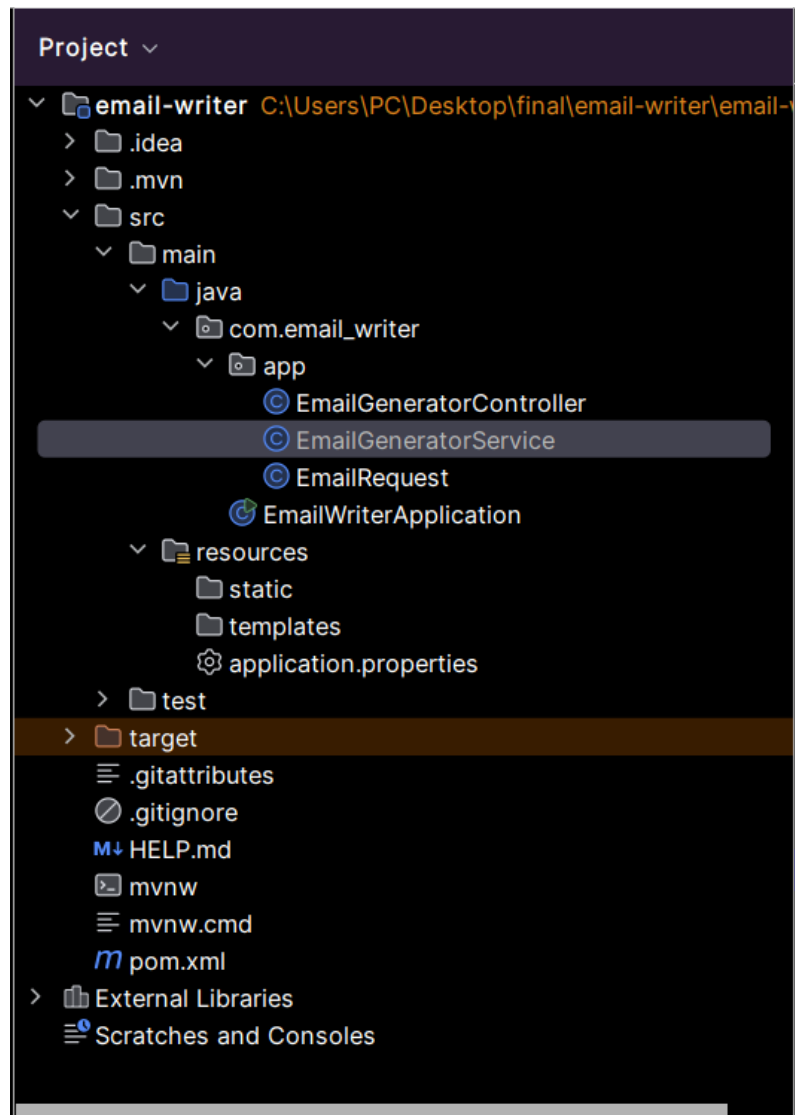 Project
email-writer C:\Users\PC\Desktop\final\email-writer\email-
.idea
.mvn
src
main
java
com.email_writer
app
EmailGeneratorController
EmailGeneratorService
EmailRequest
EmailWriterApplication
resources
static
templates
application.properties
test
target
.gitattributes
.gitignore
M↓ HELP.md
mvnw
mvnw.cmd
m pom.xml
External Libraries
Scratches and Consoles